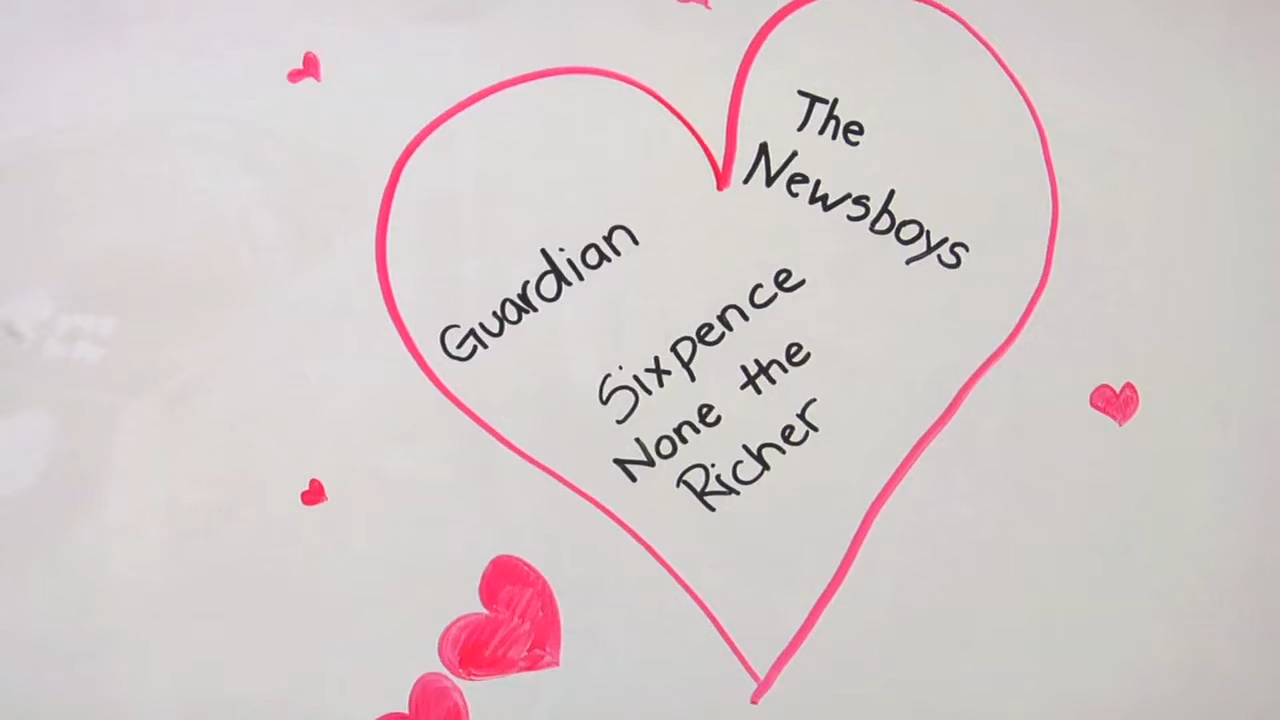 The
Newsboys
Guardian
Sixpence
None the
Richer